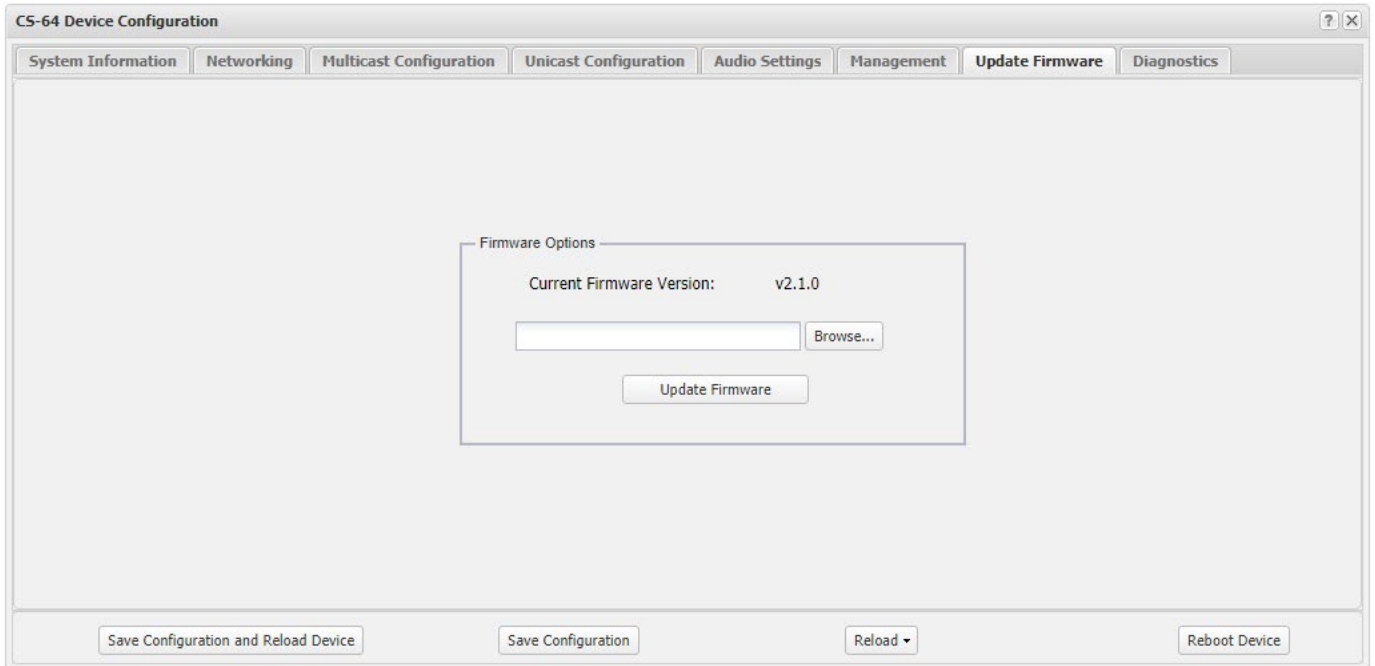 CS-64 Device Configuration ?
System Information Networking Multicast Configuration Unicast Configuration Audio Settings Management Update Firmware Diagnostics
Firmware Options
Current Firmware Version: v2.1.0
Browse...
Update Firmware
Save Configuration and Reload Device Save Configuration Reload Reboot Device